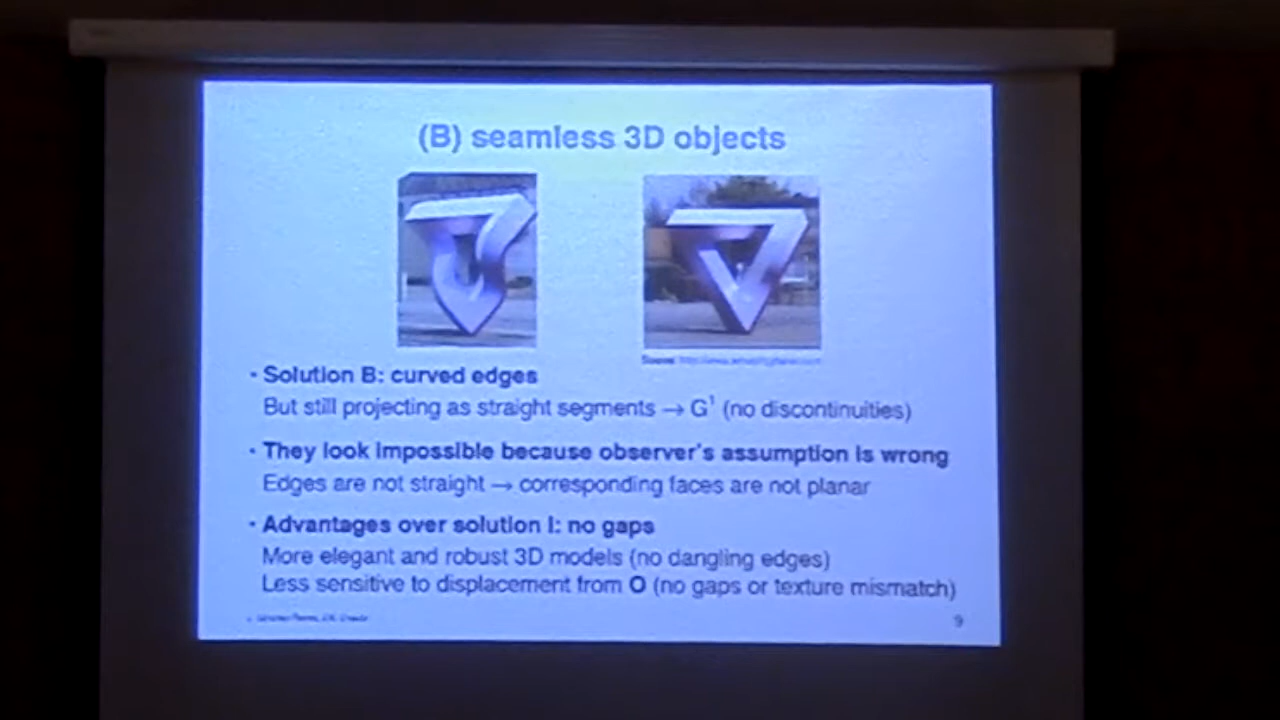 (B) seamless 3D objects
Source:
· Solution B: curved edges
But still projecting as straight segments → G¹ (no discontinuities)
· They look impossible because observer's assumption is wrong
Edges are not straight → corresponding faces are not planar
· Advantages over solution I: no gaps
More elegant and robust 3D models (no dangling edges)
Less sensitive to displacement from O (no gaps or texture mismatch)
9